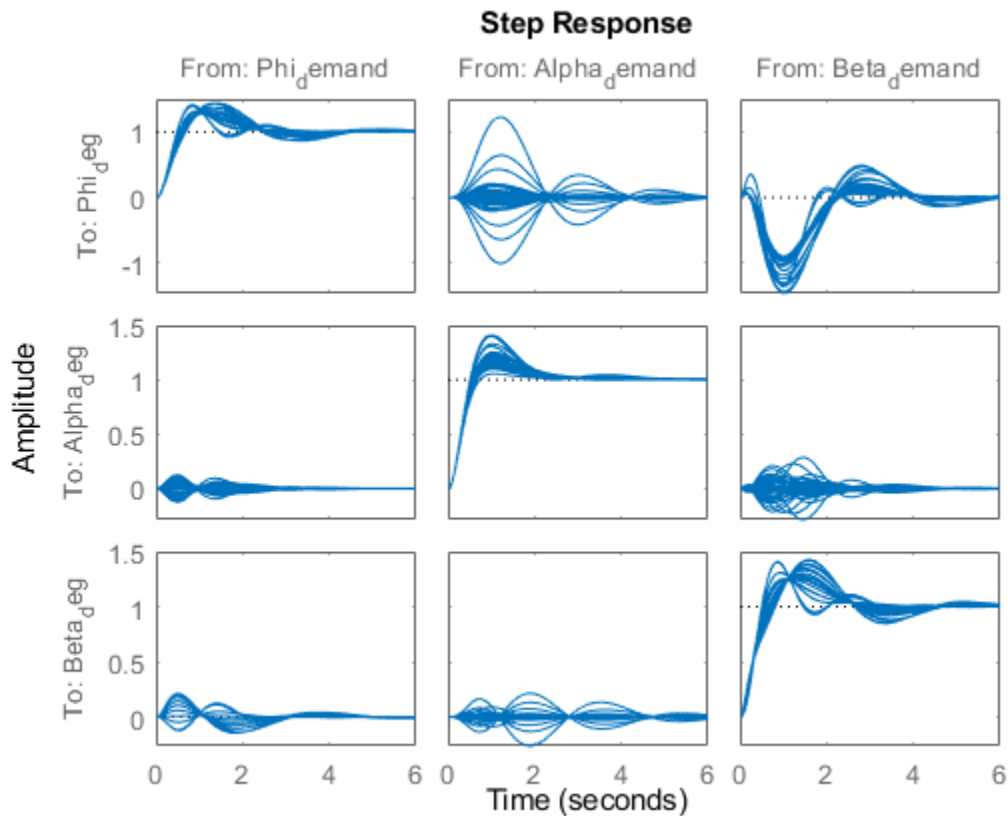 Step Response
From: Phi_demand
From: Alpha_demand
From: Beta_demand
To: Phi_deg
1
0
-1
To: Alpha_deg
1.5
1
0.5
0
To: Beta_deg
1.5
1
0.5
0
Amplitude
0 2 4 6
0 2 4 6
0 2 4 6
Time (seconds)